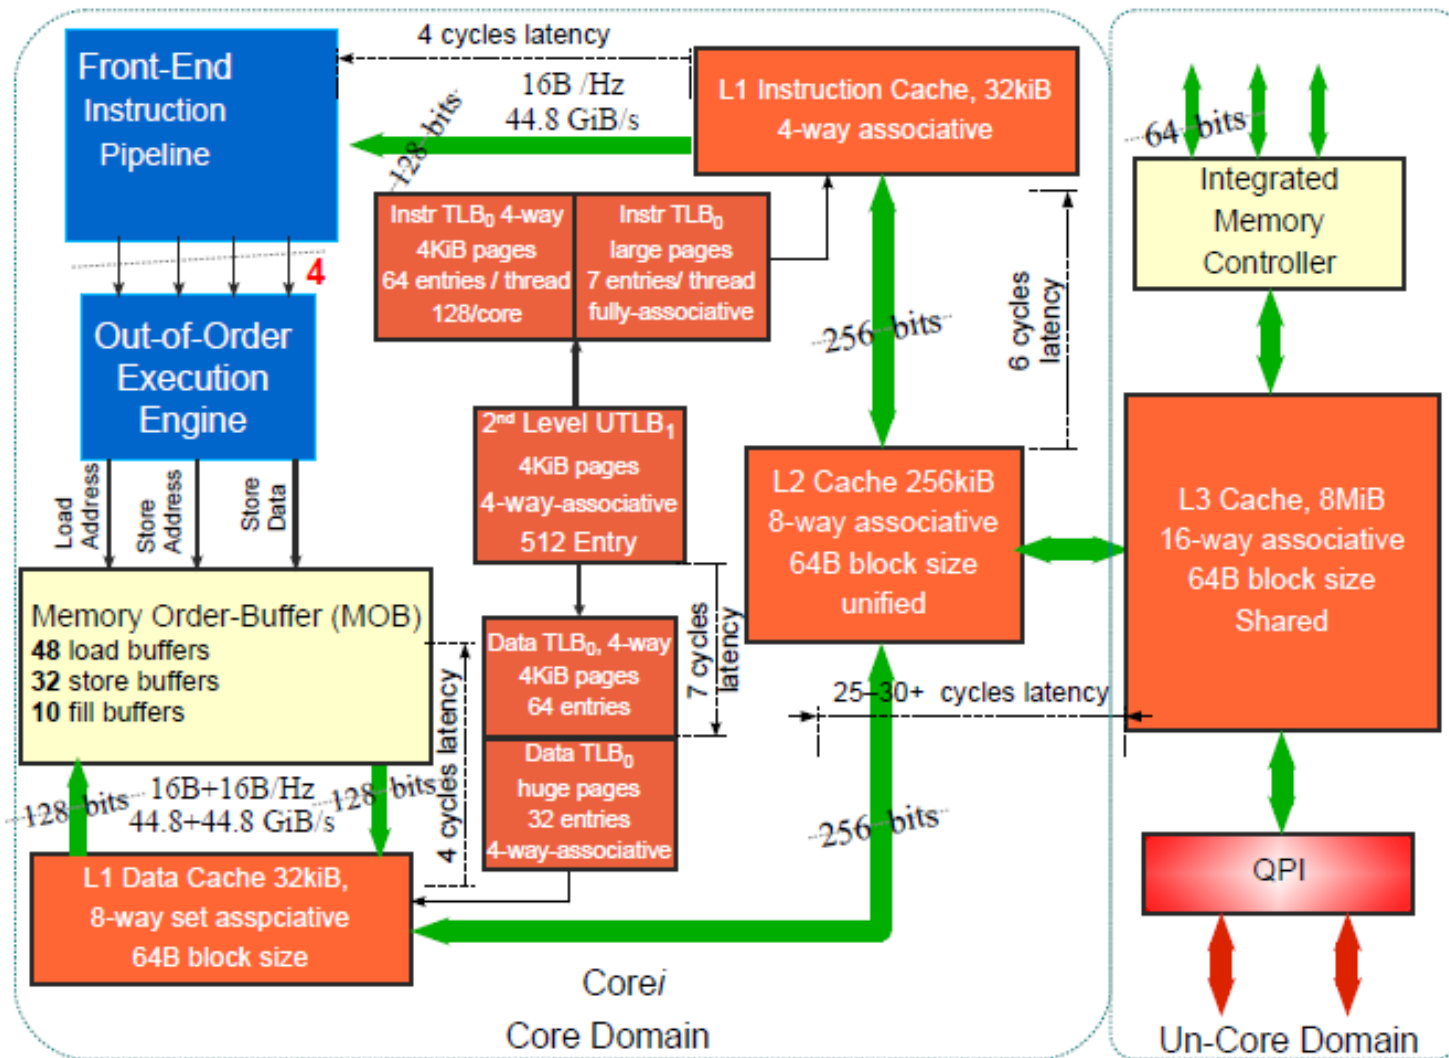 Front-End
Instruction
Pipeline
4 cycles latency
16B /Hz
44.8 GiB/s
128 bits
L1 Instruction Cache, 32kiB
4-way associative
64 bits
Integrated
Memory
Controller
Instr TLB0 4-way
4KiB pages
64 entries / thread
128/core
Instr TLB0
large pages
7 entries/ thread
fully-associative
4
256 bits
6 cycles
latency
Out-of-Order
Execution
Engine
Load
Address
Store
Address
Store
Data
2nd Level UTLB1
4KiB pages
4-way-associative
512 Entry
L2 Cache 256kiB
8-way associative
64B block size
unified
L3 Cache, 8MiB
16-way associative
64B block size
Shared
Memory Order-Buffer (MOB)
48 load buffers
32 store buffers
10 fill buffers
4 cycles latency
Data TLB0, 4-way
4KiB pages
64 entries
7 cycles
latency
25–30+ cycles latency
Data TLB0
huge pages
32 entries
4-way-associative
128 bits
16B+16B/Hz
44.8+44.8 GiB/s
128 bits
256 bits
L1 Data Cache 32kiB,
8-way set asspciative
64B block size
QPI
Corei
Core Domain
Un-Core Domain